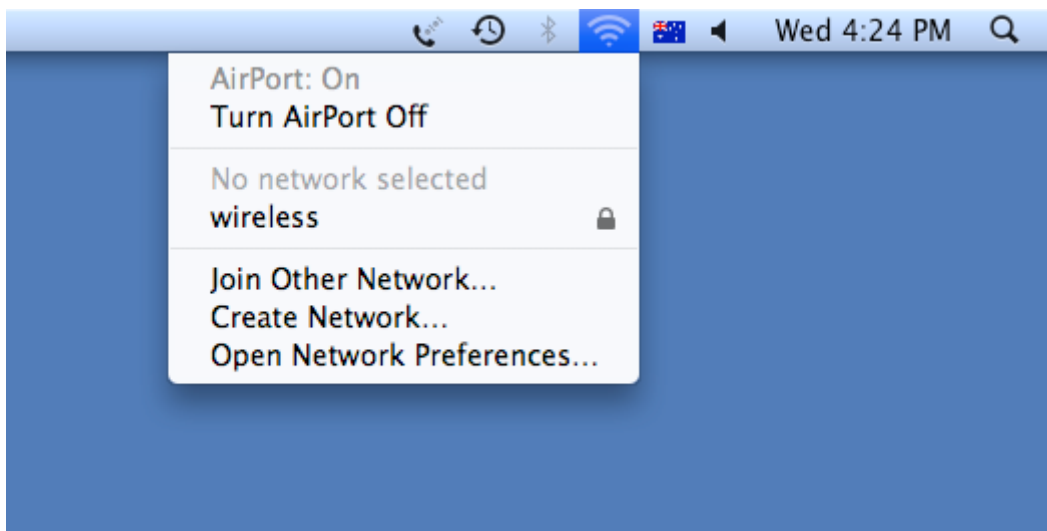 Wed 4:24 PM
AirPort: On
Turn AirPort Off
No network selected
wireless
Join Other Network...
Create Network...
Open Network Preferences...